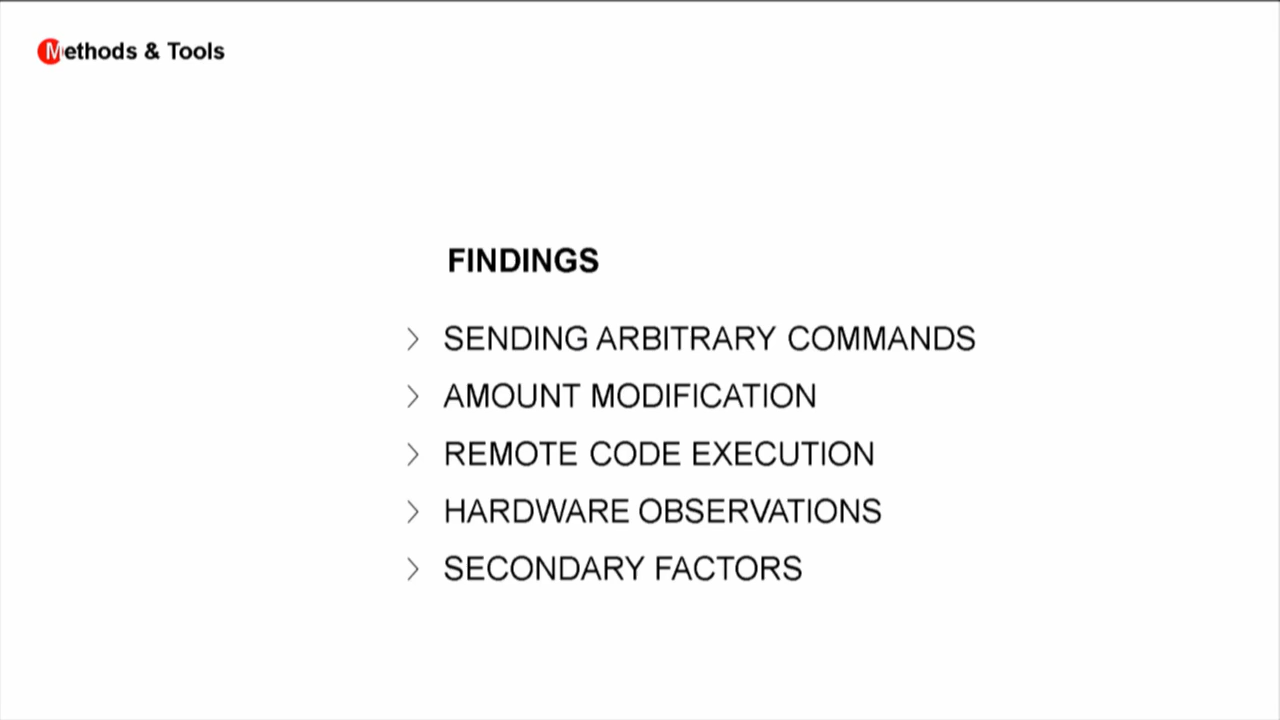 Methods & Tools
FINDINGS
SENDING ARBITRARY COMMANDS
AMOUNT MODIFICATION
REMOTE CODE EXECUTION
HARDWARE OBSERVATIONS
SECONDARY FACTORS